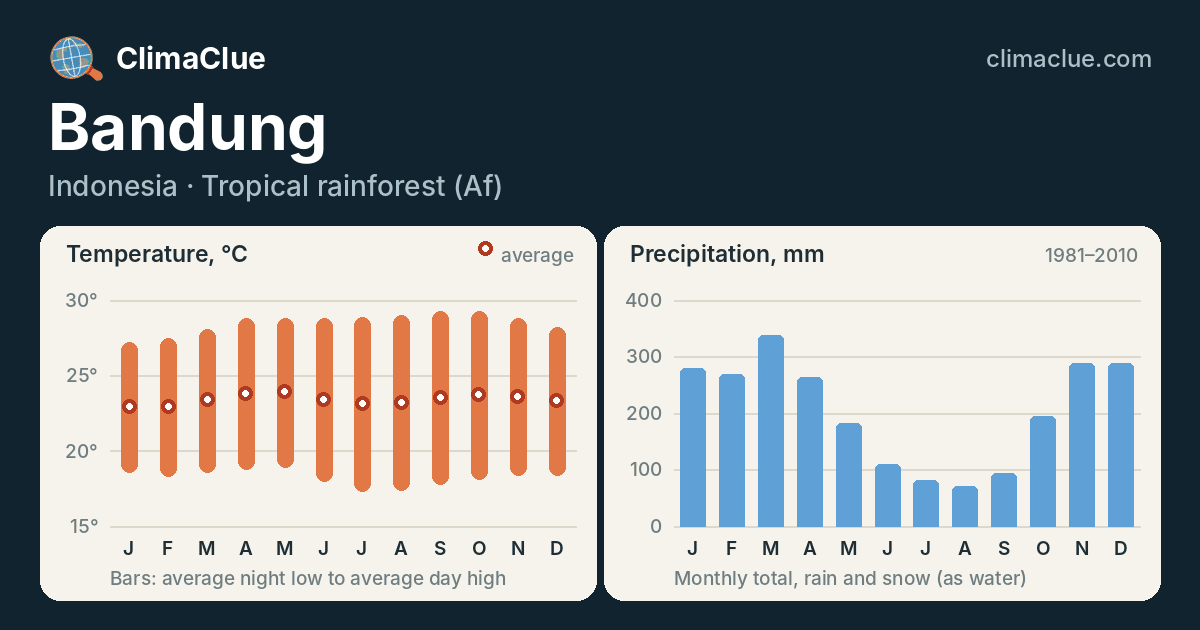 ClimaClue
climaclue.com
Bandung
Indonesia · Tropical rainforest (Af)
Temperature, °C
average
30°
25°
20°
15°
J F M A M J J A S O N D
Bars: average night low to average day high
Precipitation, mm
1981–2010
400
300
200
100
0
J F M A M J J A S O N D
Monthly total, rain and snow (as water)